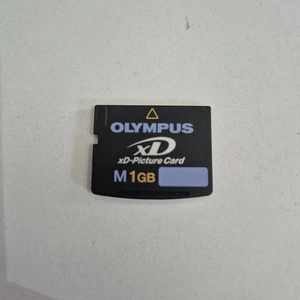 OLYMPUS
xD
xD-Picture Card
M 1GB